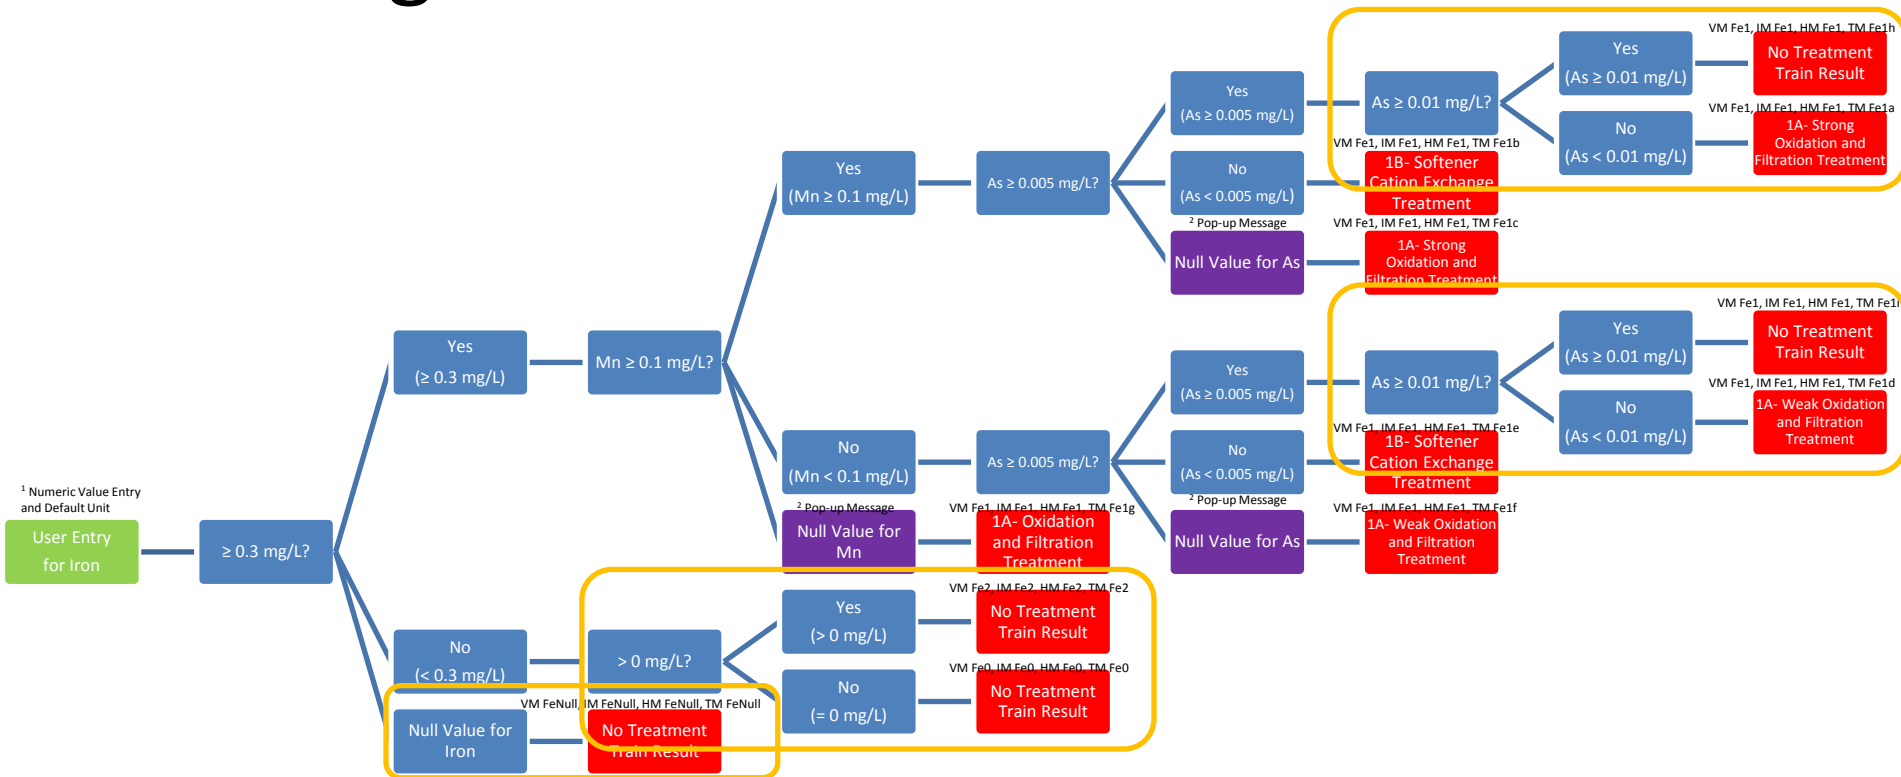 VM Fe1, IM Fe1, HM Fe1, TM Fe1h
Yes
(As ≥ 0.01 mg/L)
No Treatment
Train Result
Yes
(As ≥ 0.005 mg/L)
As ≥ 0.01 mg/L?
VM Fe1, IM Fe1, HM Fe1, TM Fe1a
No
(As < 0.01 mg/L)
1A- Strong
Oxidation and
Filtration Treatment
Yes
(Mn ≥ 0.1 mg/L)
As ≥ 0.005 mg/L?
No
(As < 0.005 mg/L)
VM Fe1, IM Fe1, HM Fe1, TM Fe1b
1B- Softener
Cation Exchange
Treatment
2 Pop-up Message
Null Value for As
VM Fe1, IM Fe1, HM Fe1, TM Fe1c
1A- Strong
Oxidation and
Filtration Treatment
VM Fe1, IM Fe1, HM Fe1, TM Fe1i
Yes
(As ≥ 0.01 mg/L)
No Treatment
Train Result
Yes
(≥ 0.3 mg/L)
Mn ≥ 0.1 mg/L?
Yes
(As ≥ 0.005 mg/L)
As ≥ 0.01 mg/L?
VM Fe1, IM Fe1, HM Fe1, TM Fe1d
No
(As < 0.01 mg/L)
1A- Weak Oxidation
and Filtration
Treatment
No
(Mn < 0.1 mg/L)
As ≥ 0.005 mg/L?
No
(As < 0.005 mg/L)
VM Fe1, IM Fe1, HM Fe1, TM Fe1e
1B- Softener
Cation Exchange
Treatment
2 Pop-up Message
Null Value for
Mn
VM Fe1, IM Fe1, HM Fe1, TM Fe1g
1A- Oxidation
and Filtration
Treatment
2 Pop-up Message
Null Value for As
VM Fe1, IM Fe1, HM Fe1, TM Fe1f
1A- Weak Oxidation
and Filtration
Treatment
1 Numeric Value Entry
and Default Unit
User Entry
for Iron
≥ 0.3 mg/L?
No
(< 0.3 mg/L)
> 0 mg/L?
Yes
(> 0 mg/L)
VM Fe2, IM Fe2, HM Fe2, TM Fe2
No Treatment
Train Result
No
(= 0 mg/L)
VM Fe0, IM Fe0, HM Fe0, TM Fe0
No Treatment
Train Result
Null Value for
Iron
VM FeNull, IM FeNull, HM FeNull, TM FeNull
No Treatment
Train Result